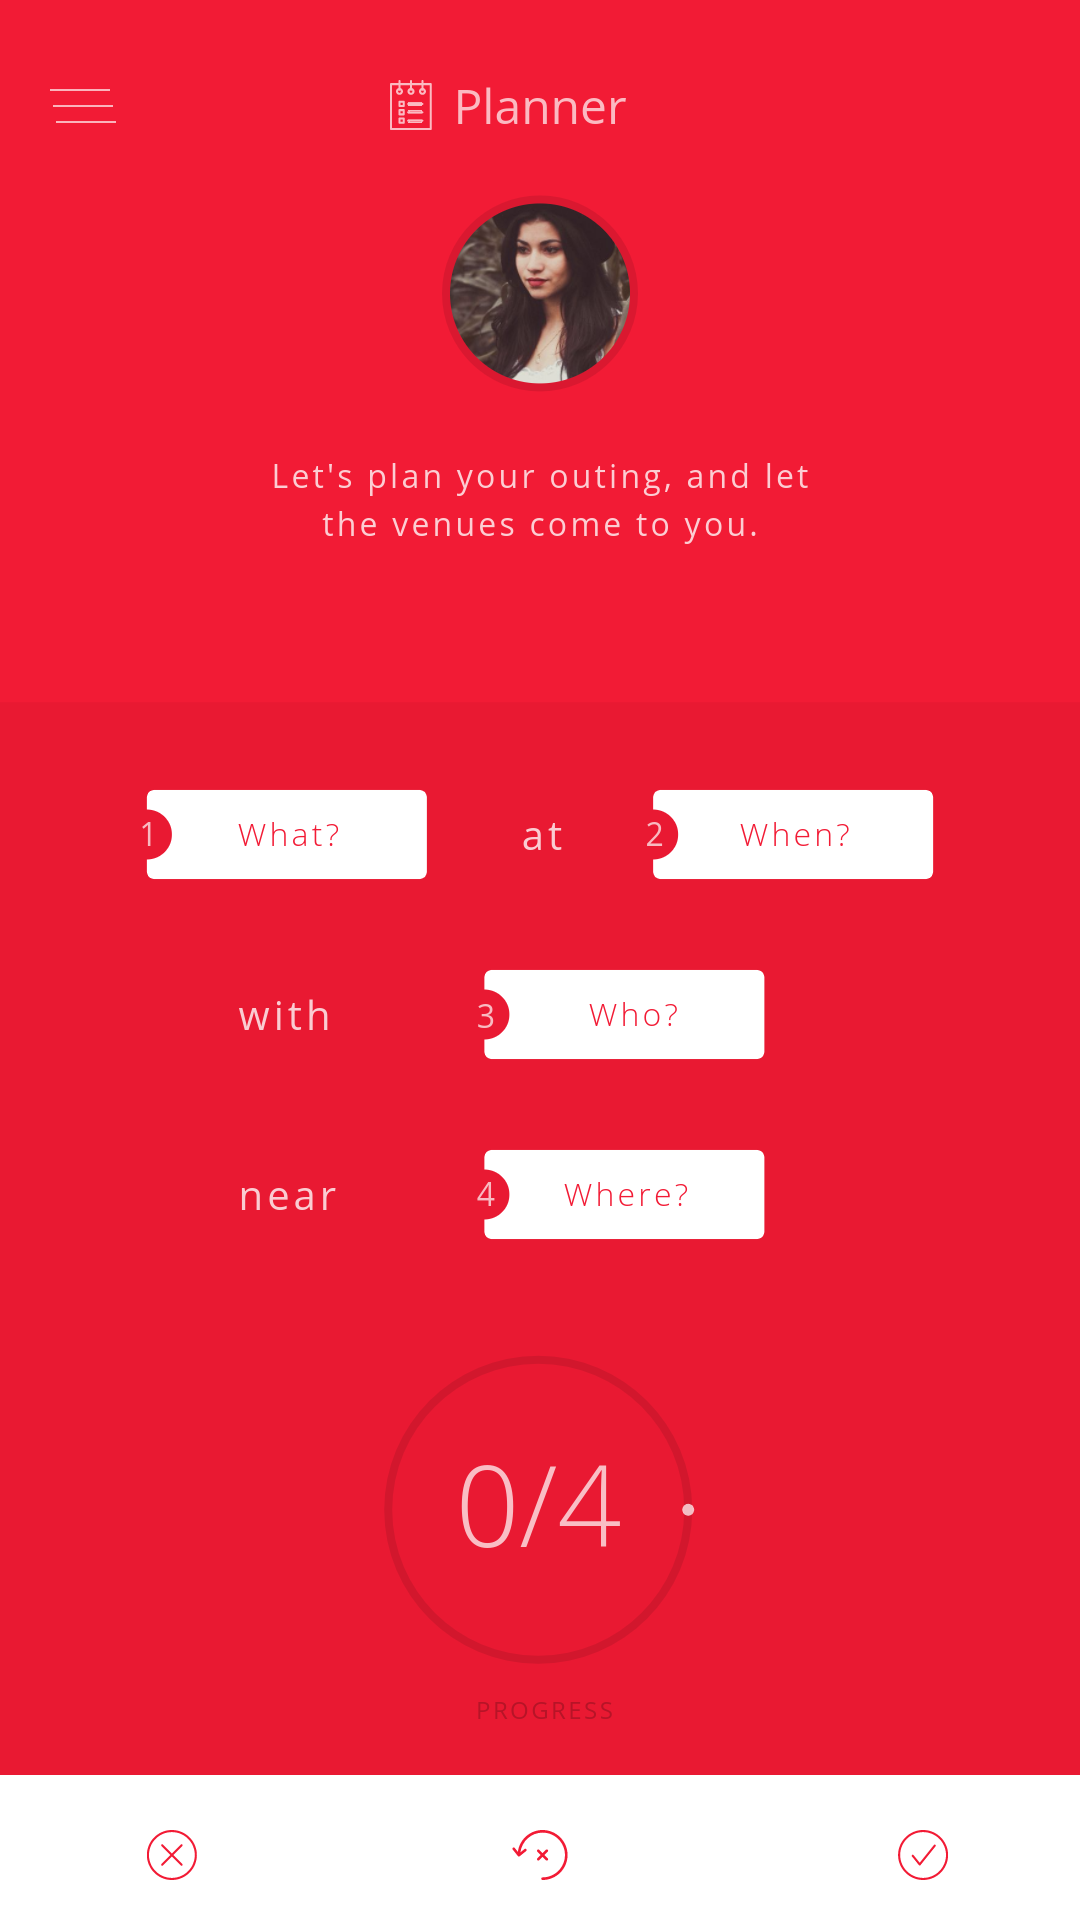 Planner
Let's plan your outing, and let
the venues come to you.
1 What? at 2 When?
with 3 Who?
near 4 Where?
0/4
PROGRESS